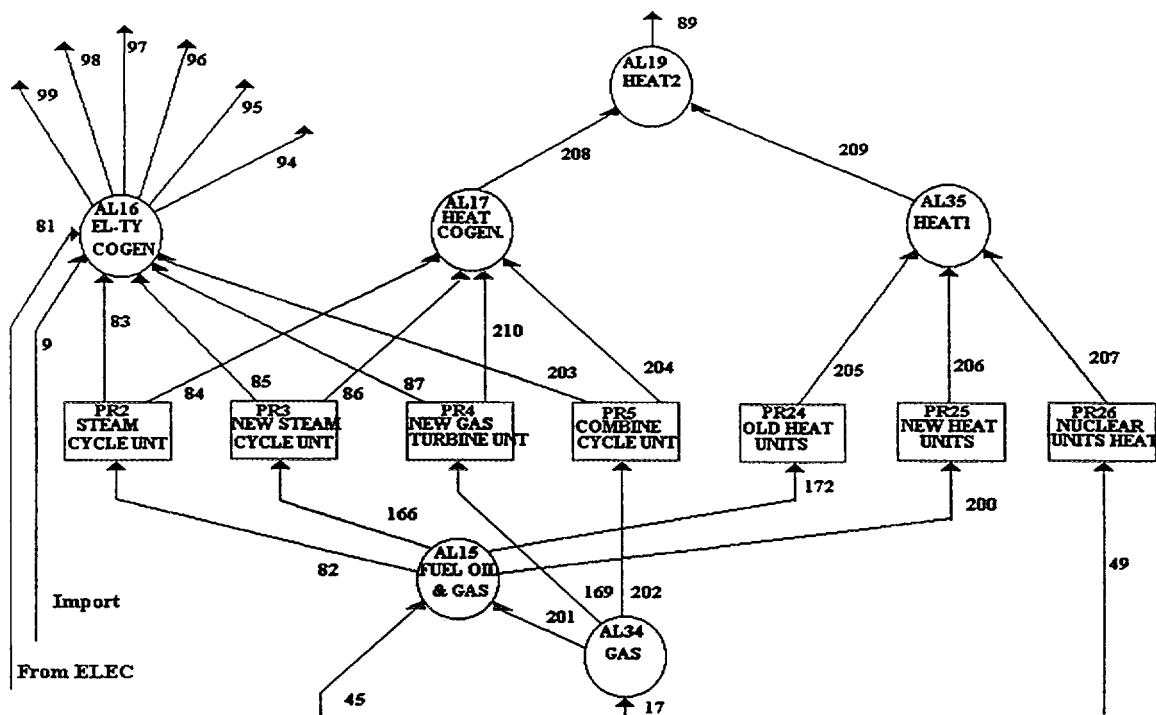 89
97
98
96
99
95
94
AL19
HEAT2
208
209
AL16
EL-TY
COGEN
AL17
HEAT
COGEN.
AL35
HEAT1
81
83
9
210
84
85
86
87
203
204
205
206
207
PR2
STEAM
CYCLE UNT
PR3
NEW STEAM
CYCLE UNT
PR4
NEW GAS
TURBINE UNT
PR5
COMBINE
CYCLE UNT
PR24
OLD HEAT
UNITS
PR25
NEW HEAT
UNITS
PR26
NUCLEAR
UNITS HEAT
172
166
200
82
AL15
FUEL OIL
& GAS
169
202
49
201
Import
AL34
GAS
From ELEC
45
17